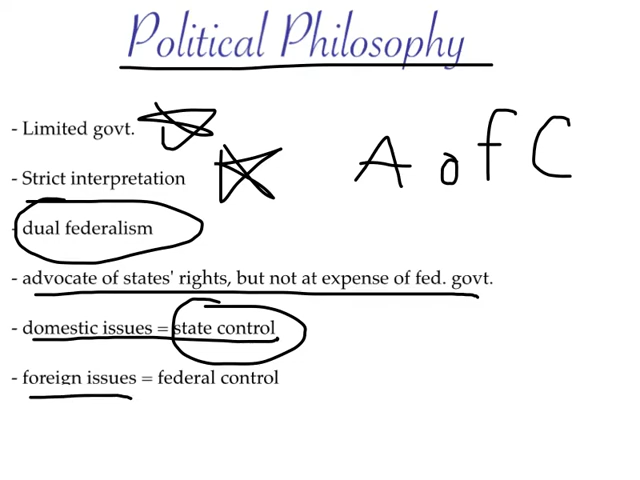 Political Philosophy
- Limited govt.
A of C
- Strict interpretation
- dual federalism
- advocate of states' rights, but not at expense of fed. govt.
- domestic issues = state control
- foreign issues = federal control